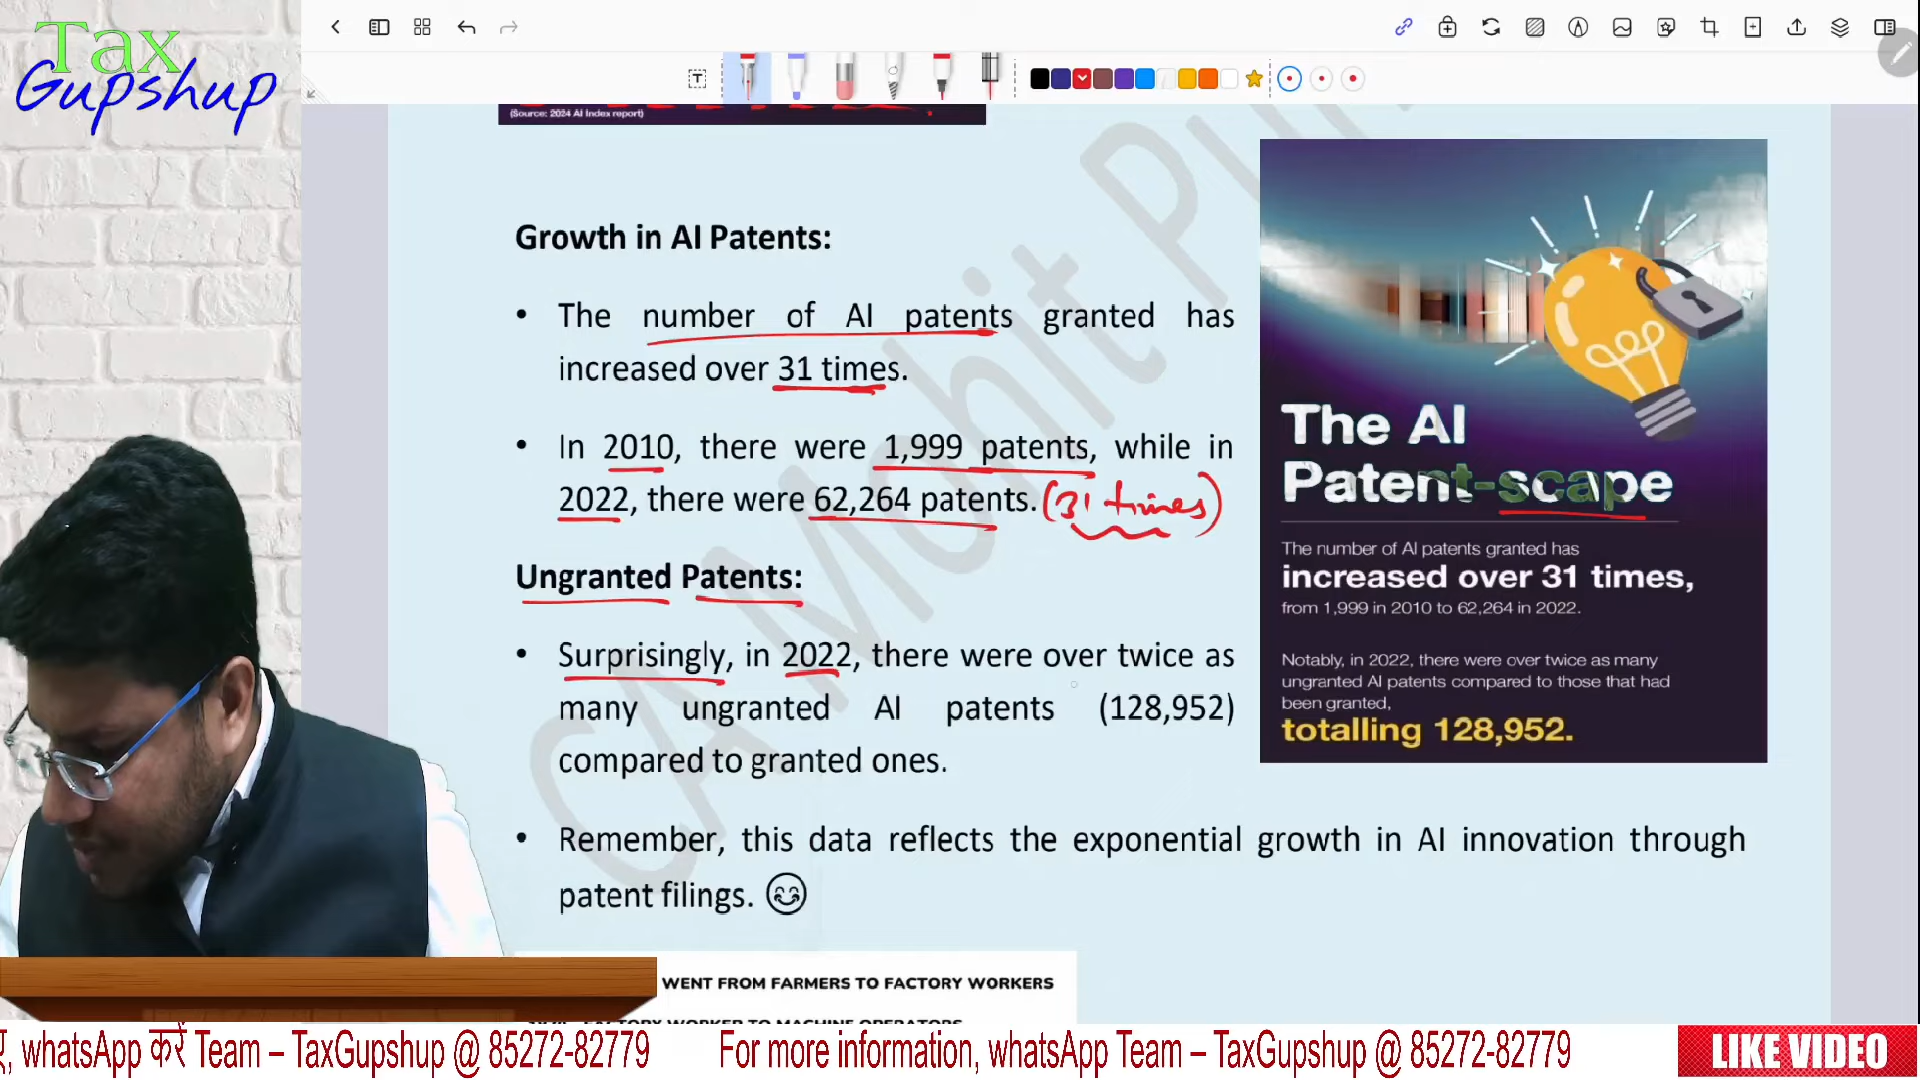 Tax
Gupshup
(Source: 2024 AI Index report)
Growth in AI Patents:
• The number of AI patents granted has
increased over 31 times.
• In 2010, there were 1,999 patents, while in
2022, there were 62,264 patents. (31 times)
Ungranted Patents:
• Surprisingly, in 2022, there were over twice as
many ungranted AI patents (128,952)
compared to granted ones.
• Remember, this data reflects the exponential growth in AI innovation through
patent filings.
The AI
Patent-scape
The number of AI patents granted has
increased over 31 times,
from 1,999 in 2010 to 62,264 in 2022.
Notably, in 2022, there were over twice as many
ungranted AI patents compared to those that had
been granted,
totalling 128,952.
CA Mohit
WENT FROM FARMERS TO FACTORY WORKERS
FACTORY WORKER TO MACHINE OPERATORS
whatsApp करें Team – TaxGupshup @ 85272-82779 For more information, whatsApp Team – TaxGupshup @ 85272-82779
LIKE VIDEO